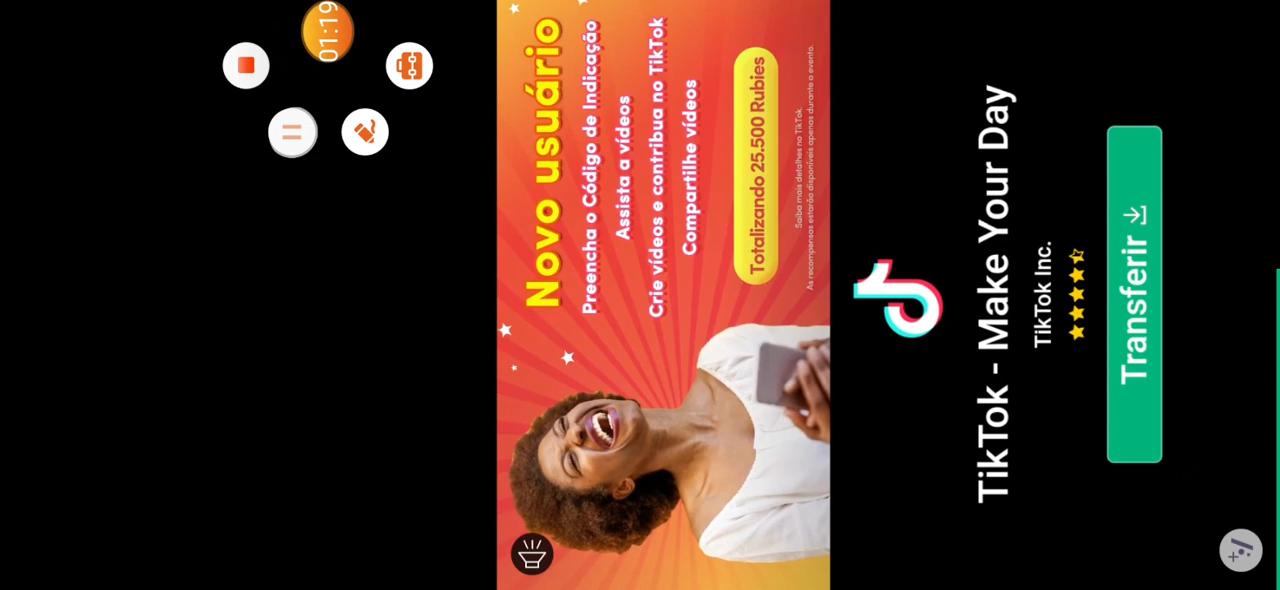 01:19
Novo usuário
Preencha o Código de Indicação
Assista a vídeos
Crie vídeos e contribua no TikTok
Compartilhe vídeos
Totalizando 25.500 Rubies
Saiba mais detalhes no TikTok.
As recompensas estarão disponíveis apenas durante o evento.
TikTok - Make Your Day
TikTok Inc.
Transferir